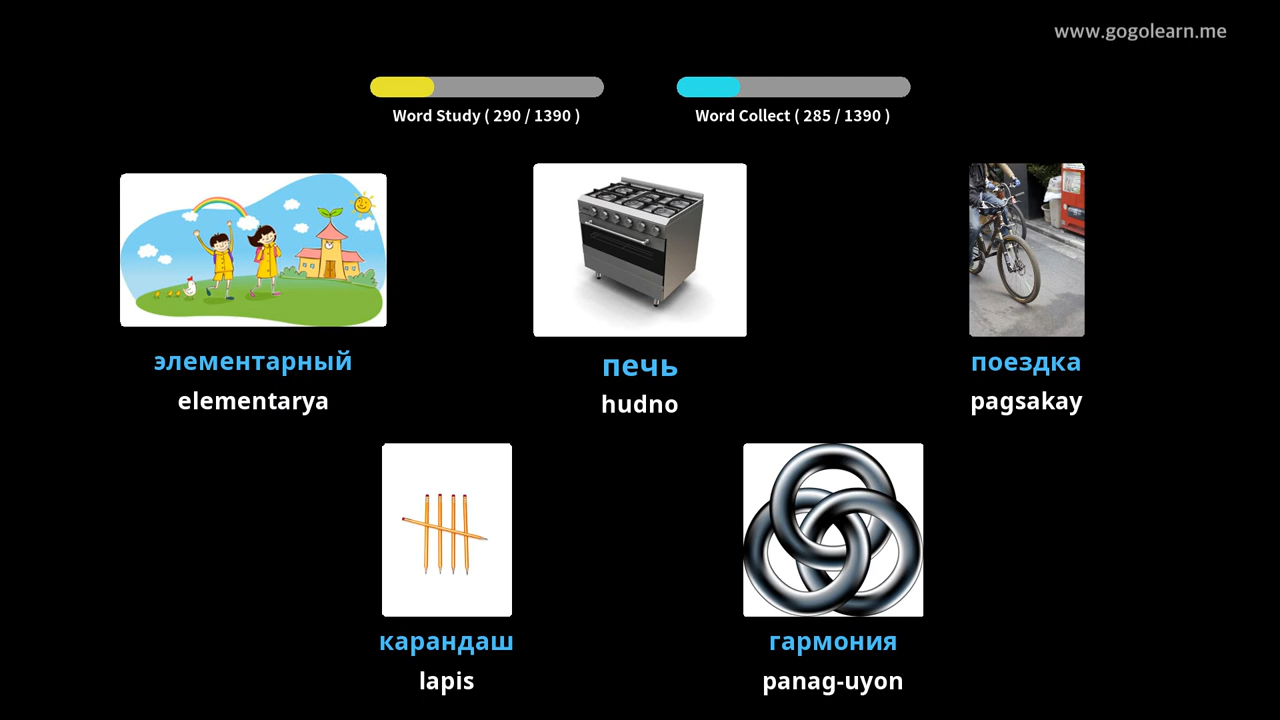 www.gogolearn.me
Word Study ( 290 / 1390 )
Word Collect ( 285 / 1390 )
элементарный
elementarya
печь
hudno
поездка
pagsakay
карандаш
lapis
гармония
panag-uyon